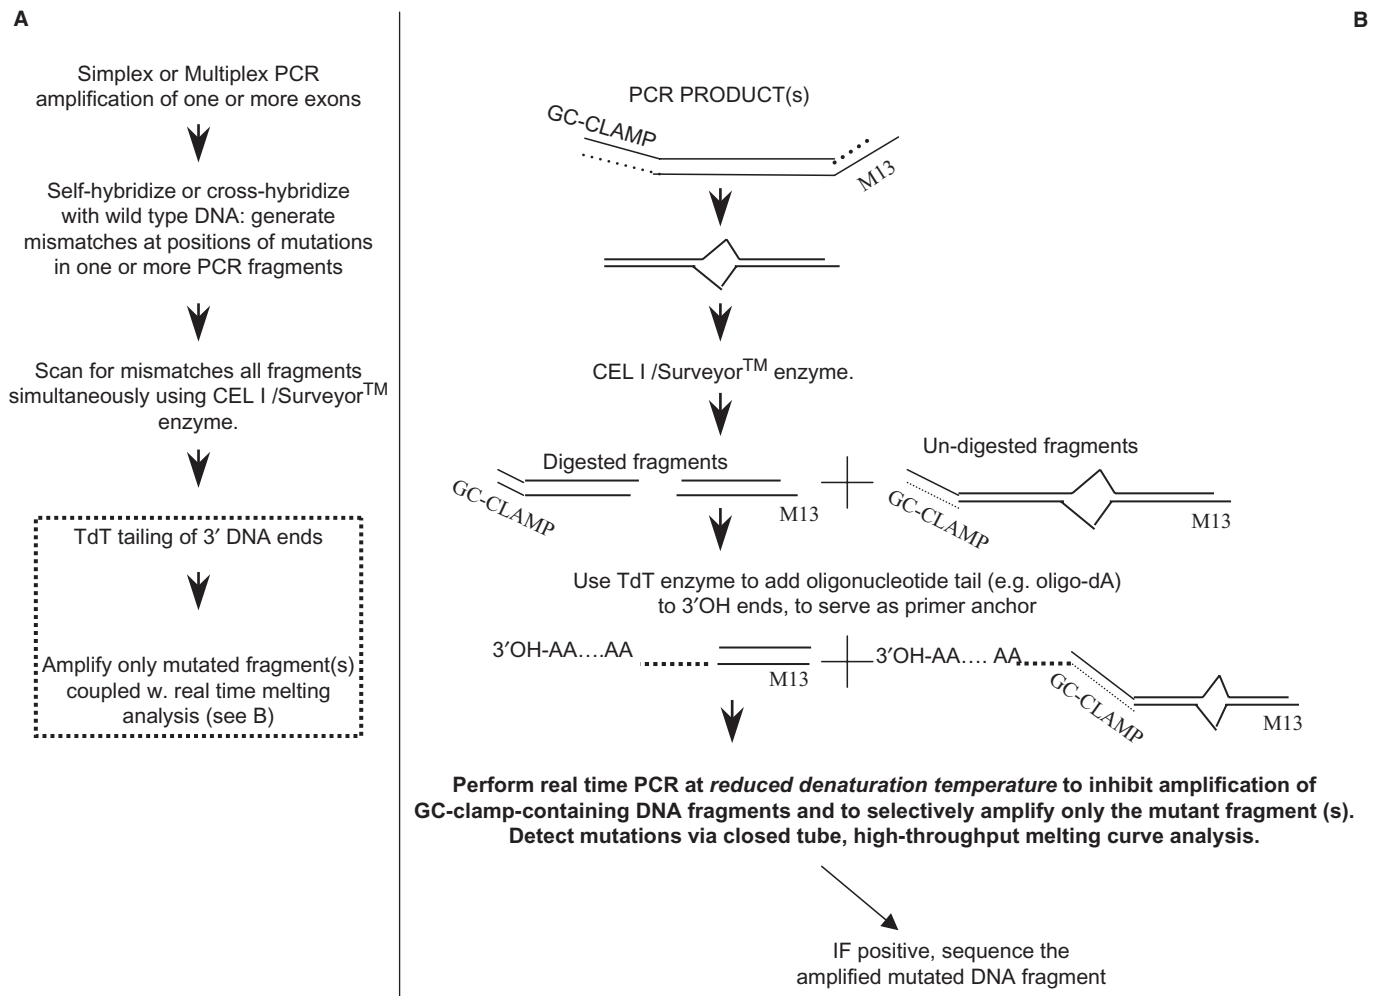 A
Simplex or Multiplex PCR
amplification of one or more exons
Self-hybridize or cross-hybridize
with wild type DNA: generate
mismatches at positions of mutations
in one or more PCR fragments
Scan for mismatches all fragments
simultaneously using CEL I /Surveyor™
enzyme.
TdT tailing of 3′ DNA ends
Amplify only mutated fragment(s)
coupled w. real time melting
analysis (see B)
B
PCR PRODUCT(s)
GC-CLAMP
M13
CEL I /Surveyor™ enzyme.
Digested fragments
Un-digested fragments
GC-CLAMP
M13
GC-CLAMP
M13
Use TdT enzyme to add oligonucleotide tail (e.g. oligo-dA)
to 3′OH ends, to serve as primer anchor
3′OH-AA....AA
M13
3′OH-AA.... AA
GC-CLAMP
M13
Perform real time PCR at reduced denaturation temperature to inhibit amplification of
GC-clamp-containing DNA fragments and to selectively amplify only the mutant fragment (s).
Detect mutations via closed tube, high-throughput melting curve analysis.
IF positive, sequence the
amplified mutated DNA fragment